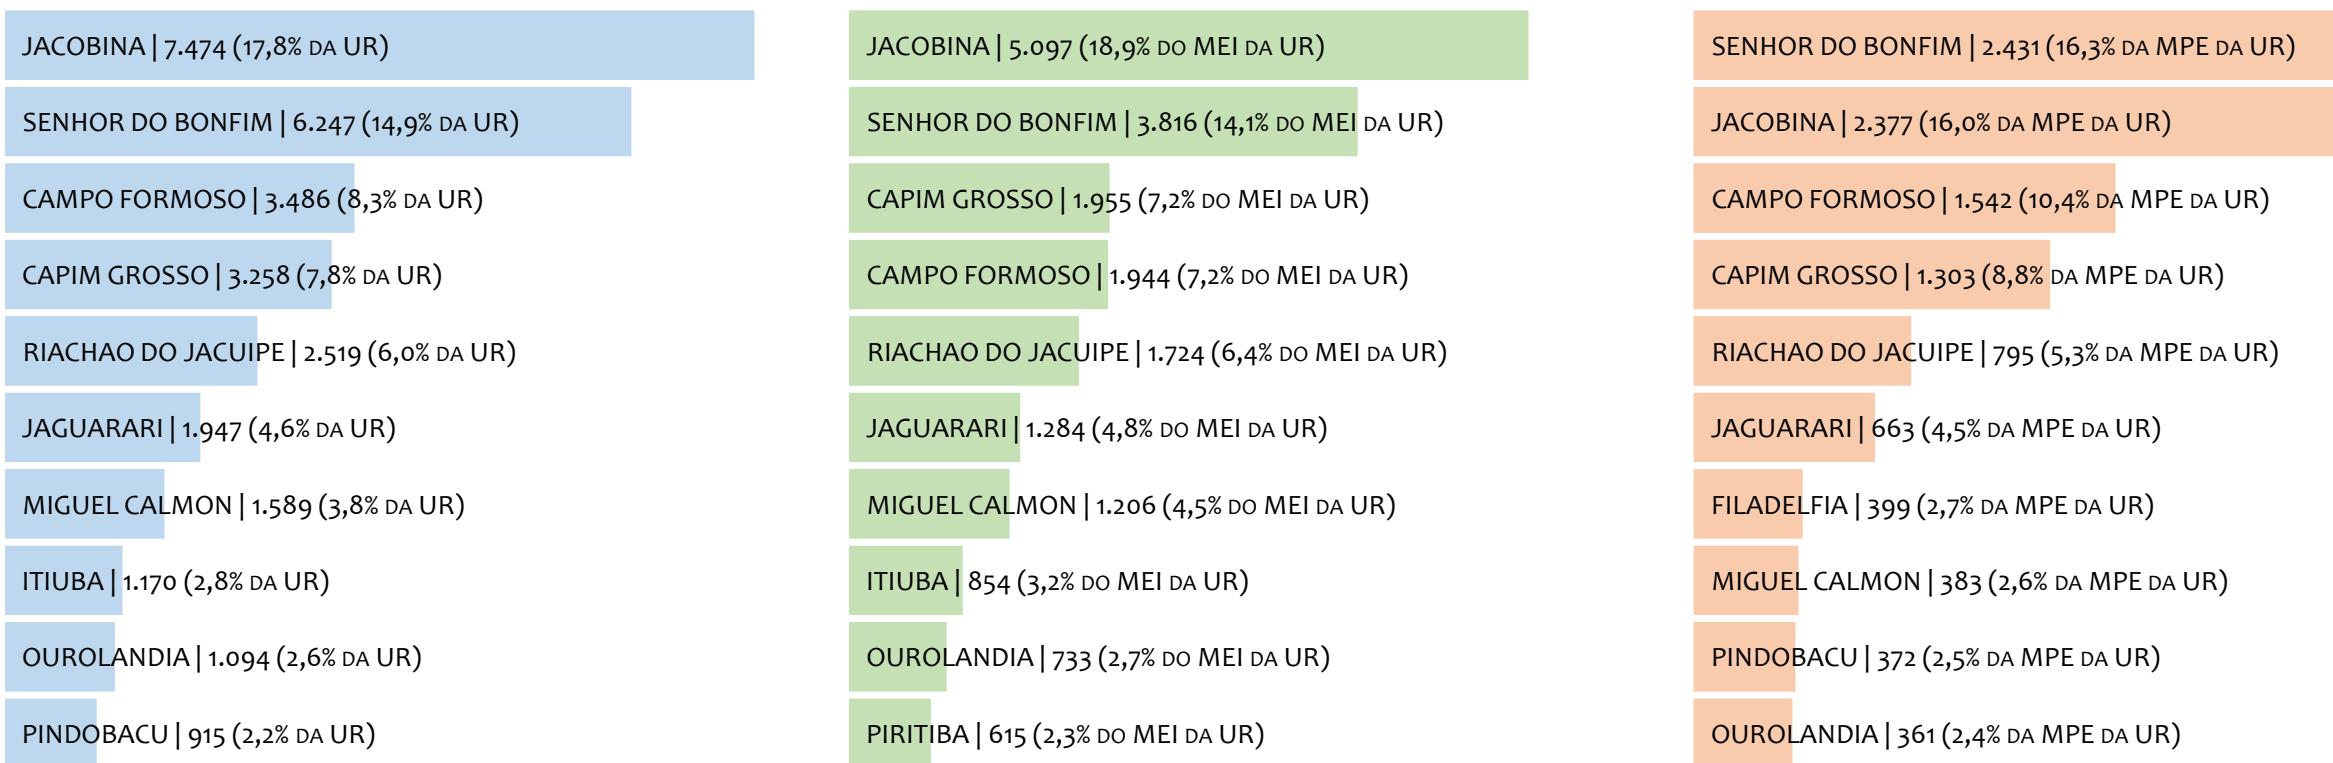 JACOBINA | 7.474 (17,8% DA UR)
SENHOR DO BONFIM | 6.247 (14,9% DA UR)
CAMPO FORMOSO | 3.486 (8,3% DA UR)
CAPIM GROSSO | 3.258 (7,8% DA UR)
RIACHAO DO JACUIPE | 2.519 (6,0% DA UR)
JAGUARARI | 1.947 (4,6% DA UR)
MIGUEL CALMON | 1.589 (3,8% DA UR)
ITIUBA | 1.170 (2,8% DA UR)
OUROLANDIA | 1.094 (2,6% DA UR)
PINDOBACU | 915 (2,2% DA UR)
JACOBINA | 5.097 (18,9% DO MEI DA UR)
SENHOR DO BONFIM | 3.816 (14,1% DO MEI DA UR)
CAPIM GROSSO | 1.955 (7,2% DO MEI DA UR)
CAMPO FORMOSO | 1.944 (7,2% DO MEI DA UR)
RIACHAO DO JACUIPE | 1.724 (6,4% DO MEI DA UR)
JAGUARARI | 1.284 (4,8% DO MEI DA UR)
MIGUEL CALMON | 1.206 (4,5% DO MEI DA UR)
ITIUBA | 854 (3,2% DO MEI DA UR)
OUROLANDIA | 733 (2,7% DO MEI DA UR)
PIRITIBA | 615 (2,3% DO MEI DA UR)
SENHOR DO BONFIM | 2.431 (16,3% DA MPE DA UR)
JACOBINA | 2.377 (16,0% DA MPE DA UR)
CAMPO FORMOSO | 1.542 (10,4% DA MPE DA UR)
CAPIM GROSSO | 1.303 (8,8% DA MPE DA UR)
RIACHAO DO JACUIPE | 795 (5,3% DA MPE DA UR)
JAGUARARI | 663 (4,5% DA MPE DA UR)
FILADELFIA | 399 (2,7% DA MPE DA UR)
MIGUEL CALMON | 383 (2,6% DA MPE DA UR)
PINDOBACU | 372 (2,5% DA MPE DA UR)
OUROLANDIA | 361 (2,4% DA MPE DA UR)